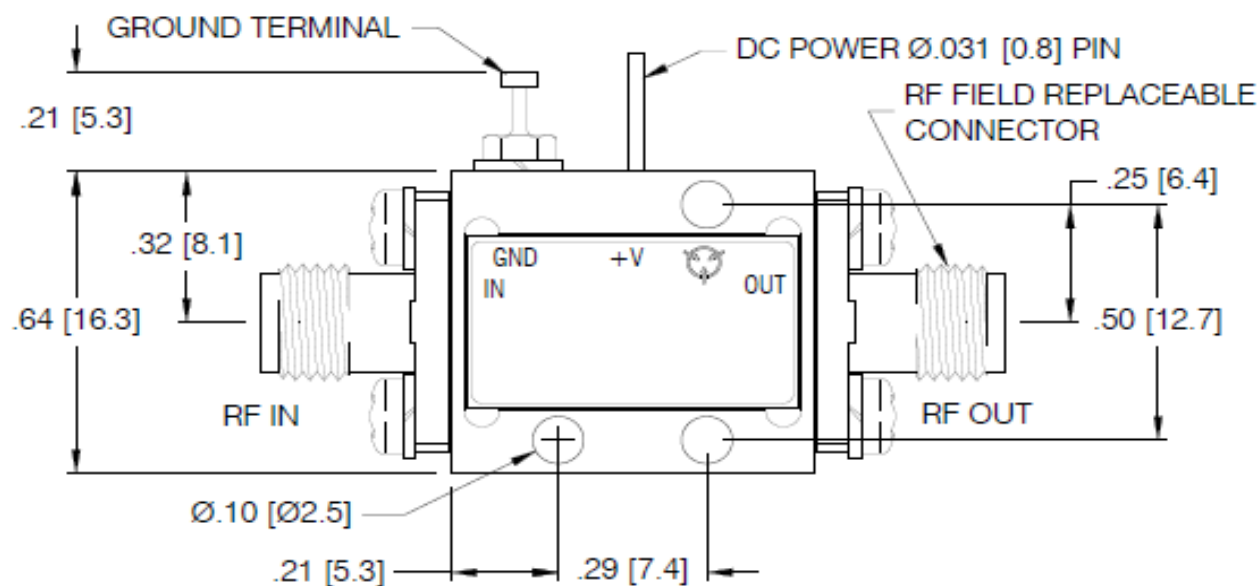 GROUND TERMINAL
DC POWER Ø.031 [0.8] PIN
RF FIELD REPLACEABLE
CONNECTOR
.21 [5.3]
.25 [6.4]
.32 [8.1]
GND +V
IN OUT
.64 [16.3]
.50 [12.7]
RF IN
RF OUT
Ø.10 [Ø2.5]
.21 [5.3]
.29 [7.4]